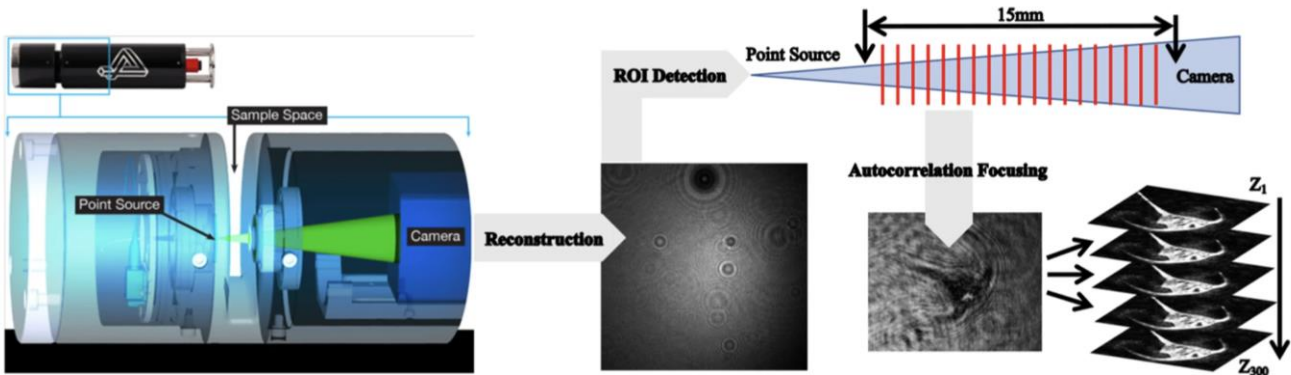 Sample Space
Point Source
Camera
Reconstruction
ROI Detection
15mm
Point Source
Camera
Autocorrelation Focusing
Z1
Z300